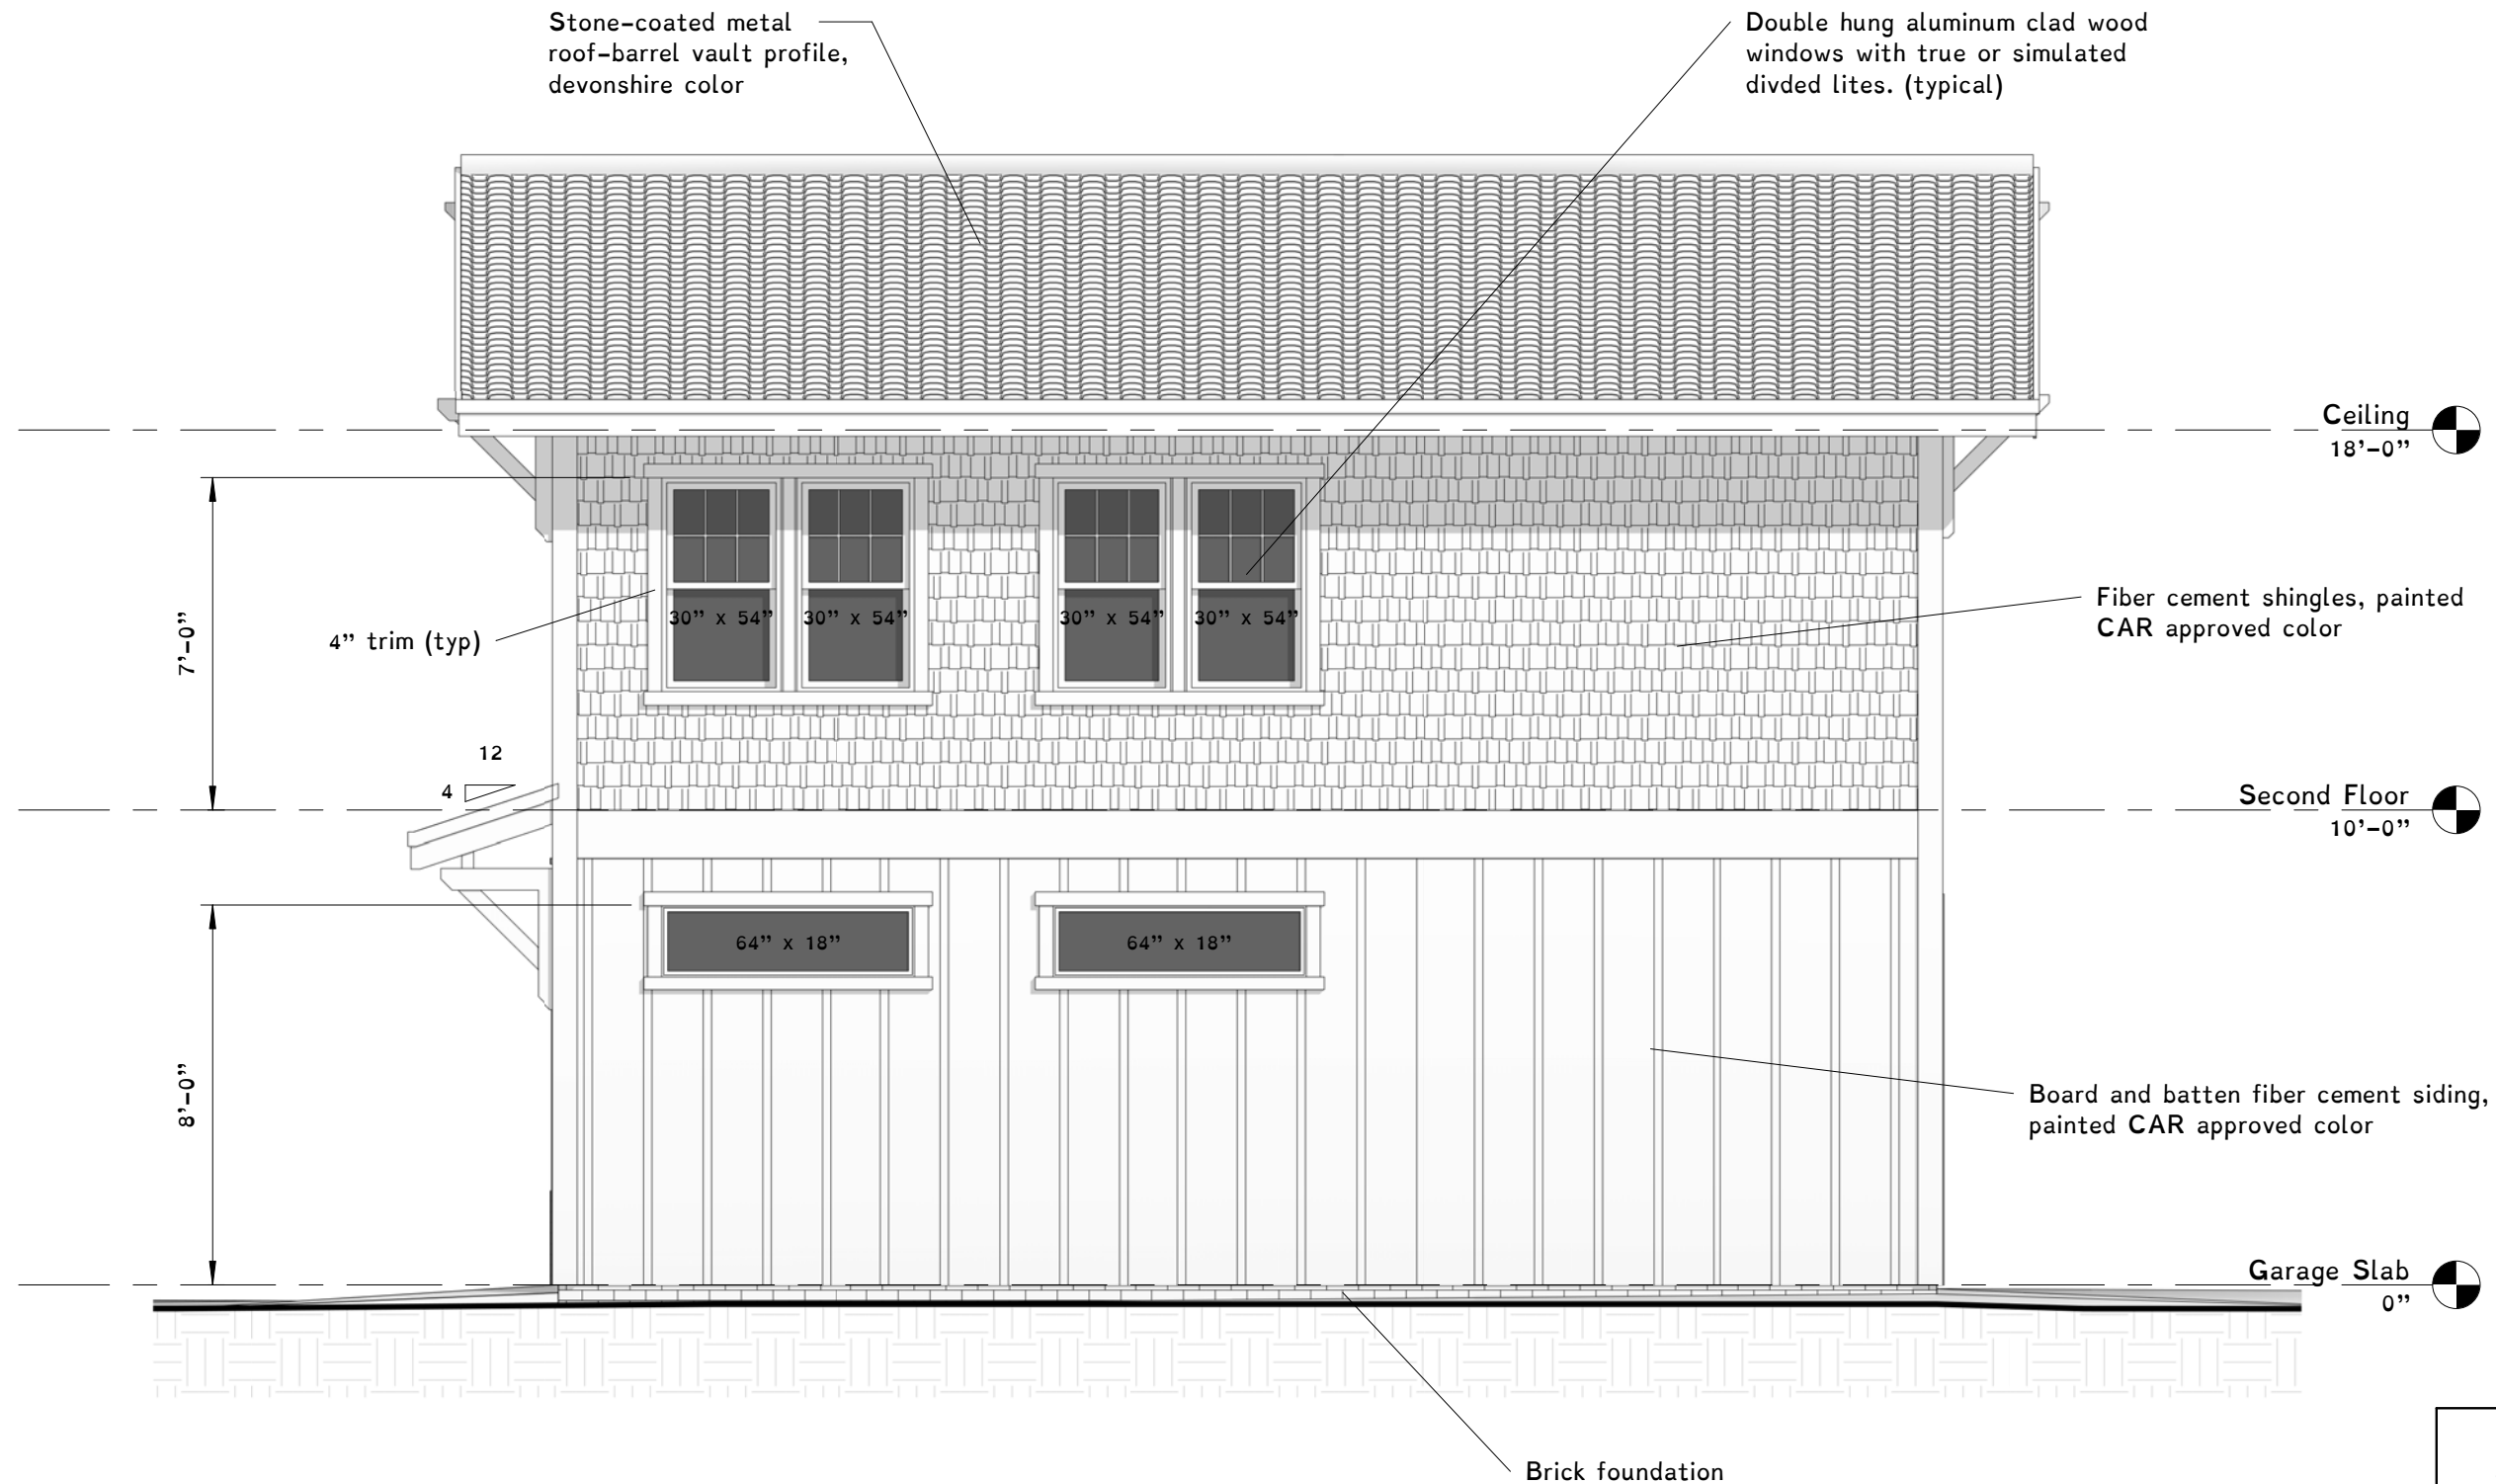 Stone-coated metal
roof-barrel vault profile,
devonshire color
Double hung aluminum clad wood
windows with true or simulated
divded lites. (typical)
Ceiling
18'-0"
30" x 54"
30" x 54"
30" x 54"
30" x 54"
Fiber cement shingles, painted
CAR approved color
4" trim (typ)
7'-0"
12
4
Second Floor
10'-0"
64" x 18"
64" x 18"
8'-0"
Board and batten fiber cement siding,
painted CAR approved color
Garage Slab
0"
Brick foundation